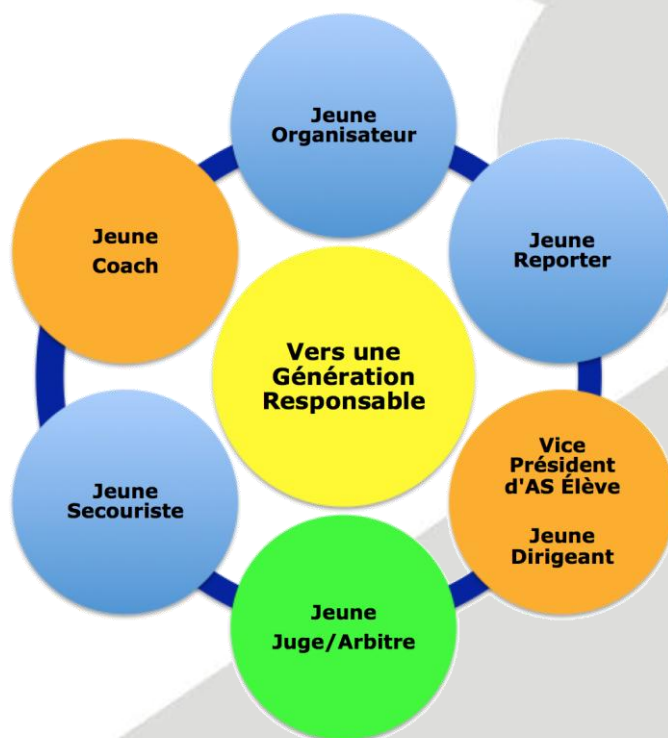 Jeune
Organisateur
Jeune
Reporter
Vice
Président
d'AS Élève
Jeune
Dirigeant
Jeune
Juge/Arbitre
Jeune
Secouriste
Jeune
Coach
Vers une
Génération
Responsable